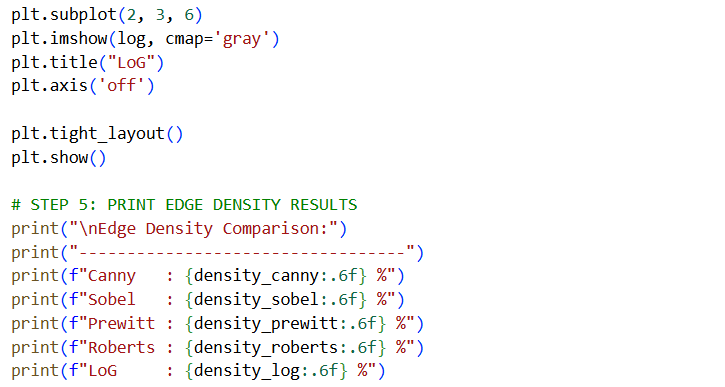 plt.subplot(2, 3, 6)
plt.imshow(log, cmap='gray')
plt.title("LoG")
plt.axis('off')

plt.tight_layout()
plt.show()

# STEP 5: PRINT EDGE DENSITY RESULTS
print("\nEdge Density Comparison:")
print("----------------------------------")
print(f"Canny   : {density_canny:.6f} %")
print(f"Sobel   : {density_sobel:.6f} %")
print(f"Prewitt : {density_prewitt:.6f} %")
print(f"Roberts : {density_roberts:.6f} %")
print(f"LoG     : {density_log:.6f} %")